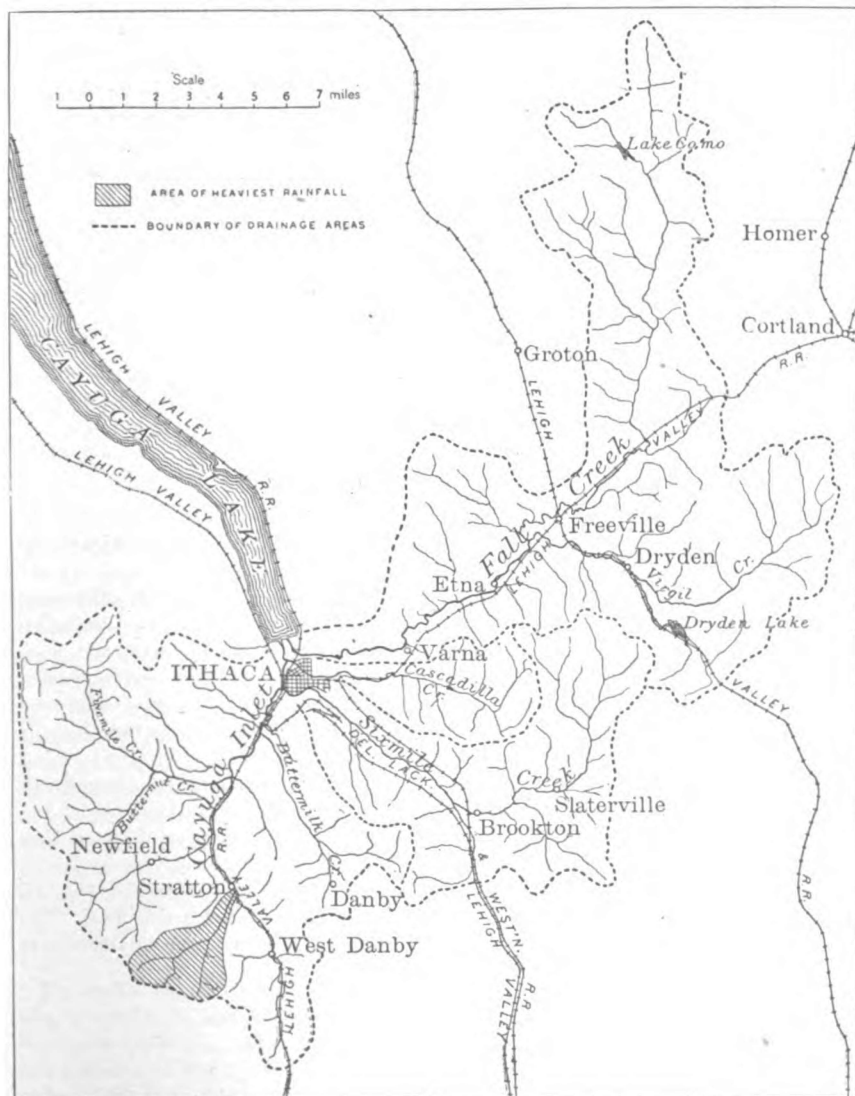 Scale
1 0 1 2 3 4 5 6 7 miles
AREA OF HEAVIEST RAINFALL
BOUNDARY OF DRAINAGE AREAS
Lake Como
Homer
Cortland
R.R.
Groton
LEHIGH
VALLEY
LEHIGH VALLEY
R.R.
CAYUGA LAKE
LEHIGH VALLEY
Fall Creek
Freeville
LEHIGH
Dryden
Virgil Cr.
Etna
Dryden Lake
VALLEY
R.R.
Varna
ITHACA
Cascadilla
Cr.
Fivemile Cr.
Cayuga Inlet
Buttermilk
Cr.
Sixmile
Creek
DEL. LACK.
& WEST'N.
R.R.
Slaterville
Brookton
Butternut Cr.
Newfield
R.R.
Stratton
VALLEY
Danby
West Danby
LEHIGH
LEHIGH
VALLEY